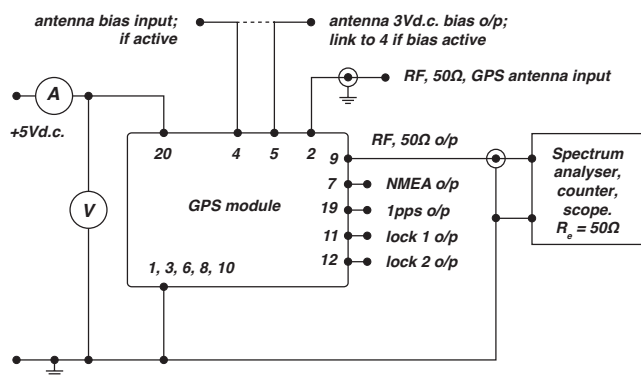 antenna bias input;
if active
antenna 3Vd.c. bias o/p;
link to 4 if bias active
RF, 50Ω, GPS antenna input
A
+5Vd.c.
20
4
5
2
9
RF, 50Ω o/p
Spectrum
analyser,
counter,
scope.
Rₑ = 50Ω
V
GPS module
7
NMEA o/p
19
1pps o/p
11
lock 1 o/p
12
lock 2 o/p
1, 3, 6, 8, 10